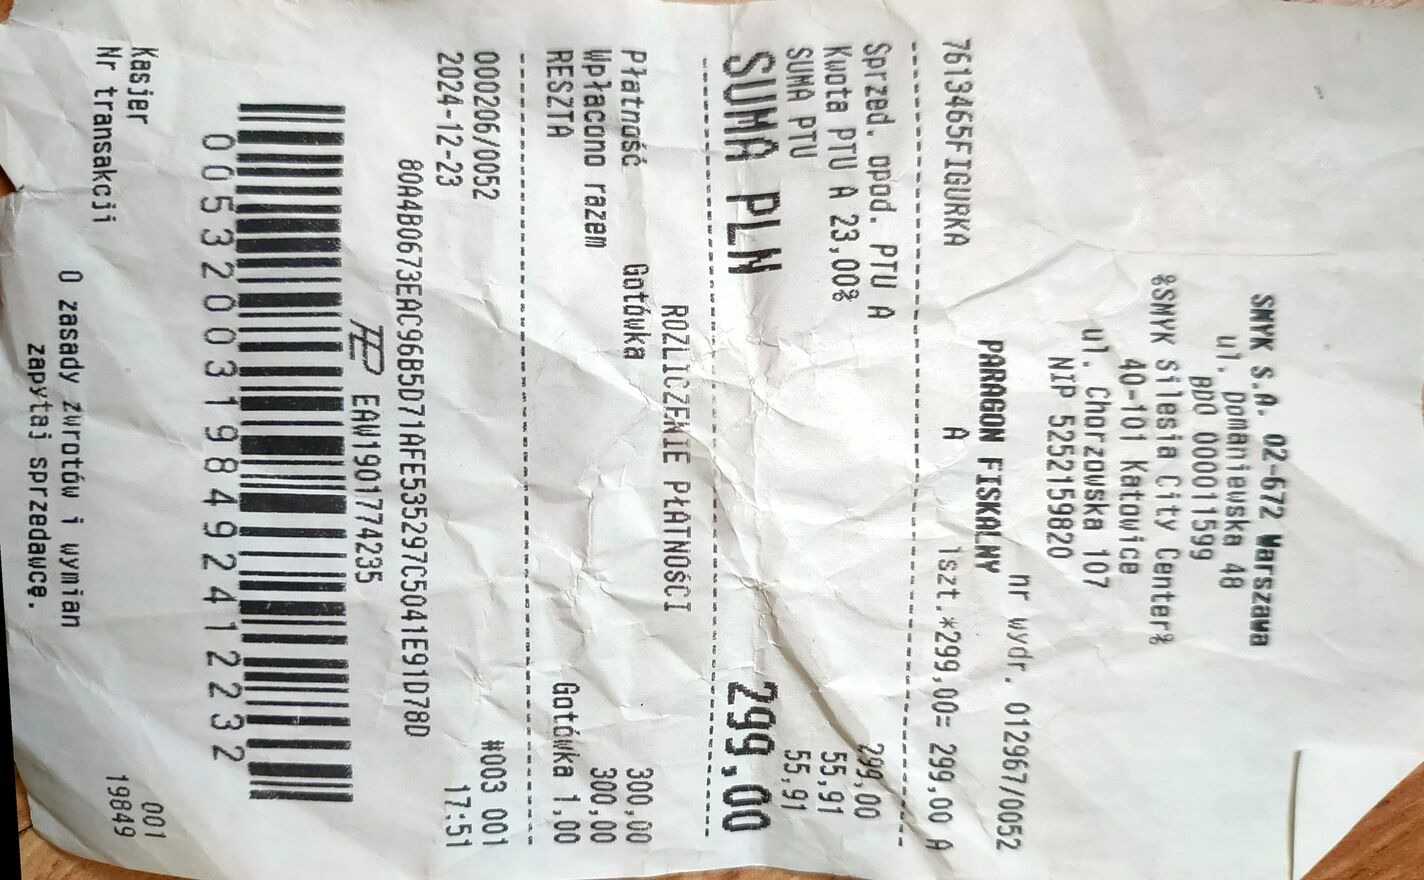 SMYK S.A. 02-672 Warszawa
ul. Domaniewska 48
BDO 000011599
%SMYK Silesia City Center%
40-101 Katowice
ul. Chorzowska 107
NIP 5252159820
nr wydr. 012967/0052
PARAGON FISKALNY
7613465FIGURKA A 1szt.*299,00= 299,00 A
Sprzed. opod. PTU A 299,00
Kwota PTU A 23,00% 55,91
SUMA PTU 55,91
SUMA PLN 299,00
ROZLICZENIE PŁATNOŚCI
Płatność Gotówka 300,00
Wpłacono razem 300,00
RESZTA Gotówka 1,00
000206/0052 #003 001
2024-12-23 17:51
80A4B0673EAC96B5D71AFE535297C5041E91D78D
EAW1901774235
0053200319849241223​2
Kasjer 001
Nr transakcji 19849
O zasady zwrotów i wymian
zapytaj sprzedawcę.